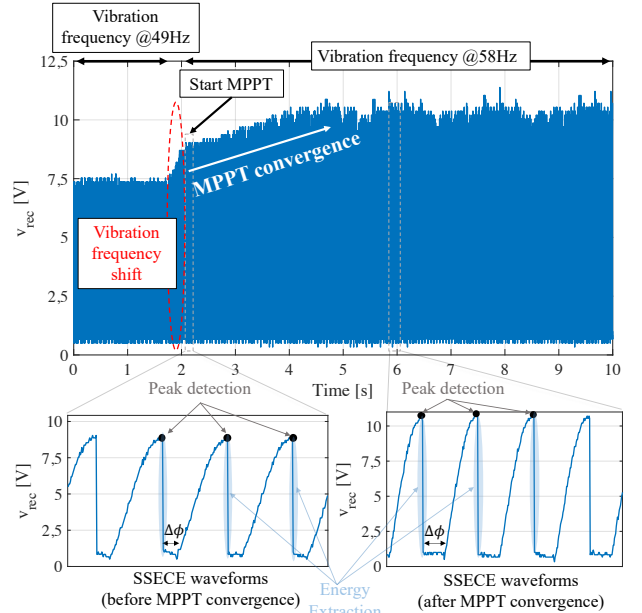 Vibration
frequency @49Hz
Vibration frequency @58Hz
Start MPPT
12,5
10
7.5
5
2,5
0
v_rec [V]
MPPT convergence
Vibration
frequency
shift
0 1 2 3 4 5 6 7 8 9 10
Time [s]
Peak detection
Peak detection
10
7.5
5
2.5
0
v_rec [V]
Δϕ
10
7.5
5
2.5
0
v_rec [V]
Δϕ
SSECE waveforms
(before MPPT convergence)
Energy
Extraction
SSECE waveforms
(after MPPT convergence)